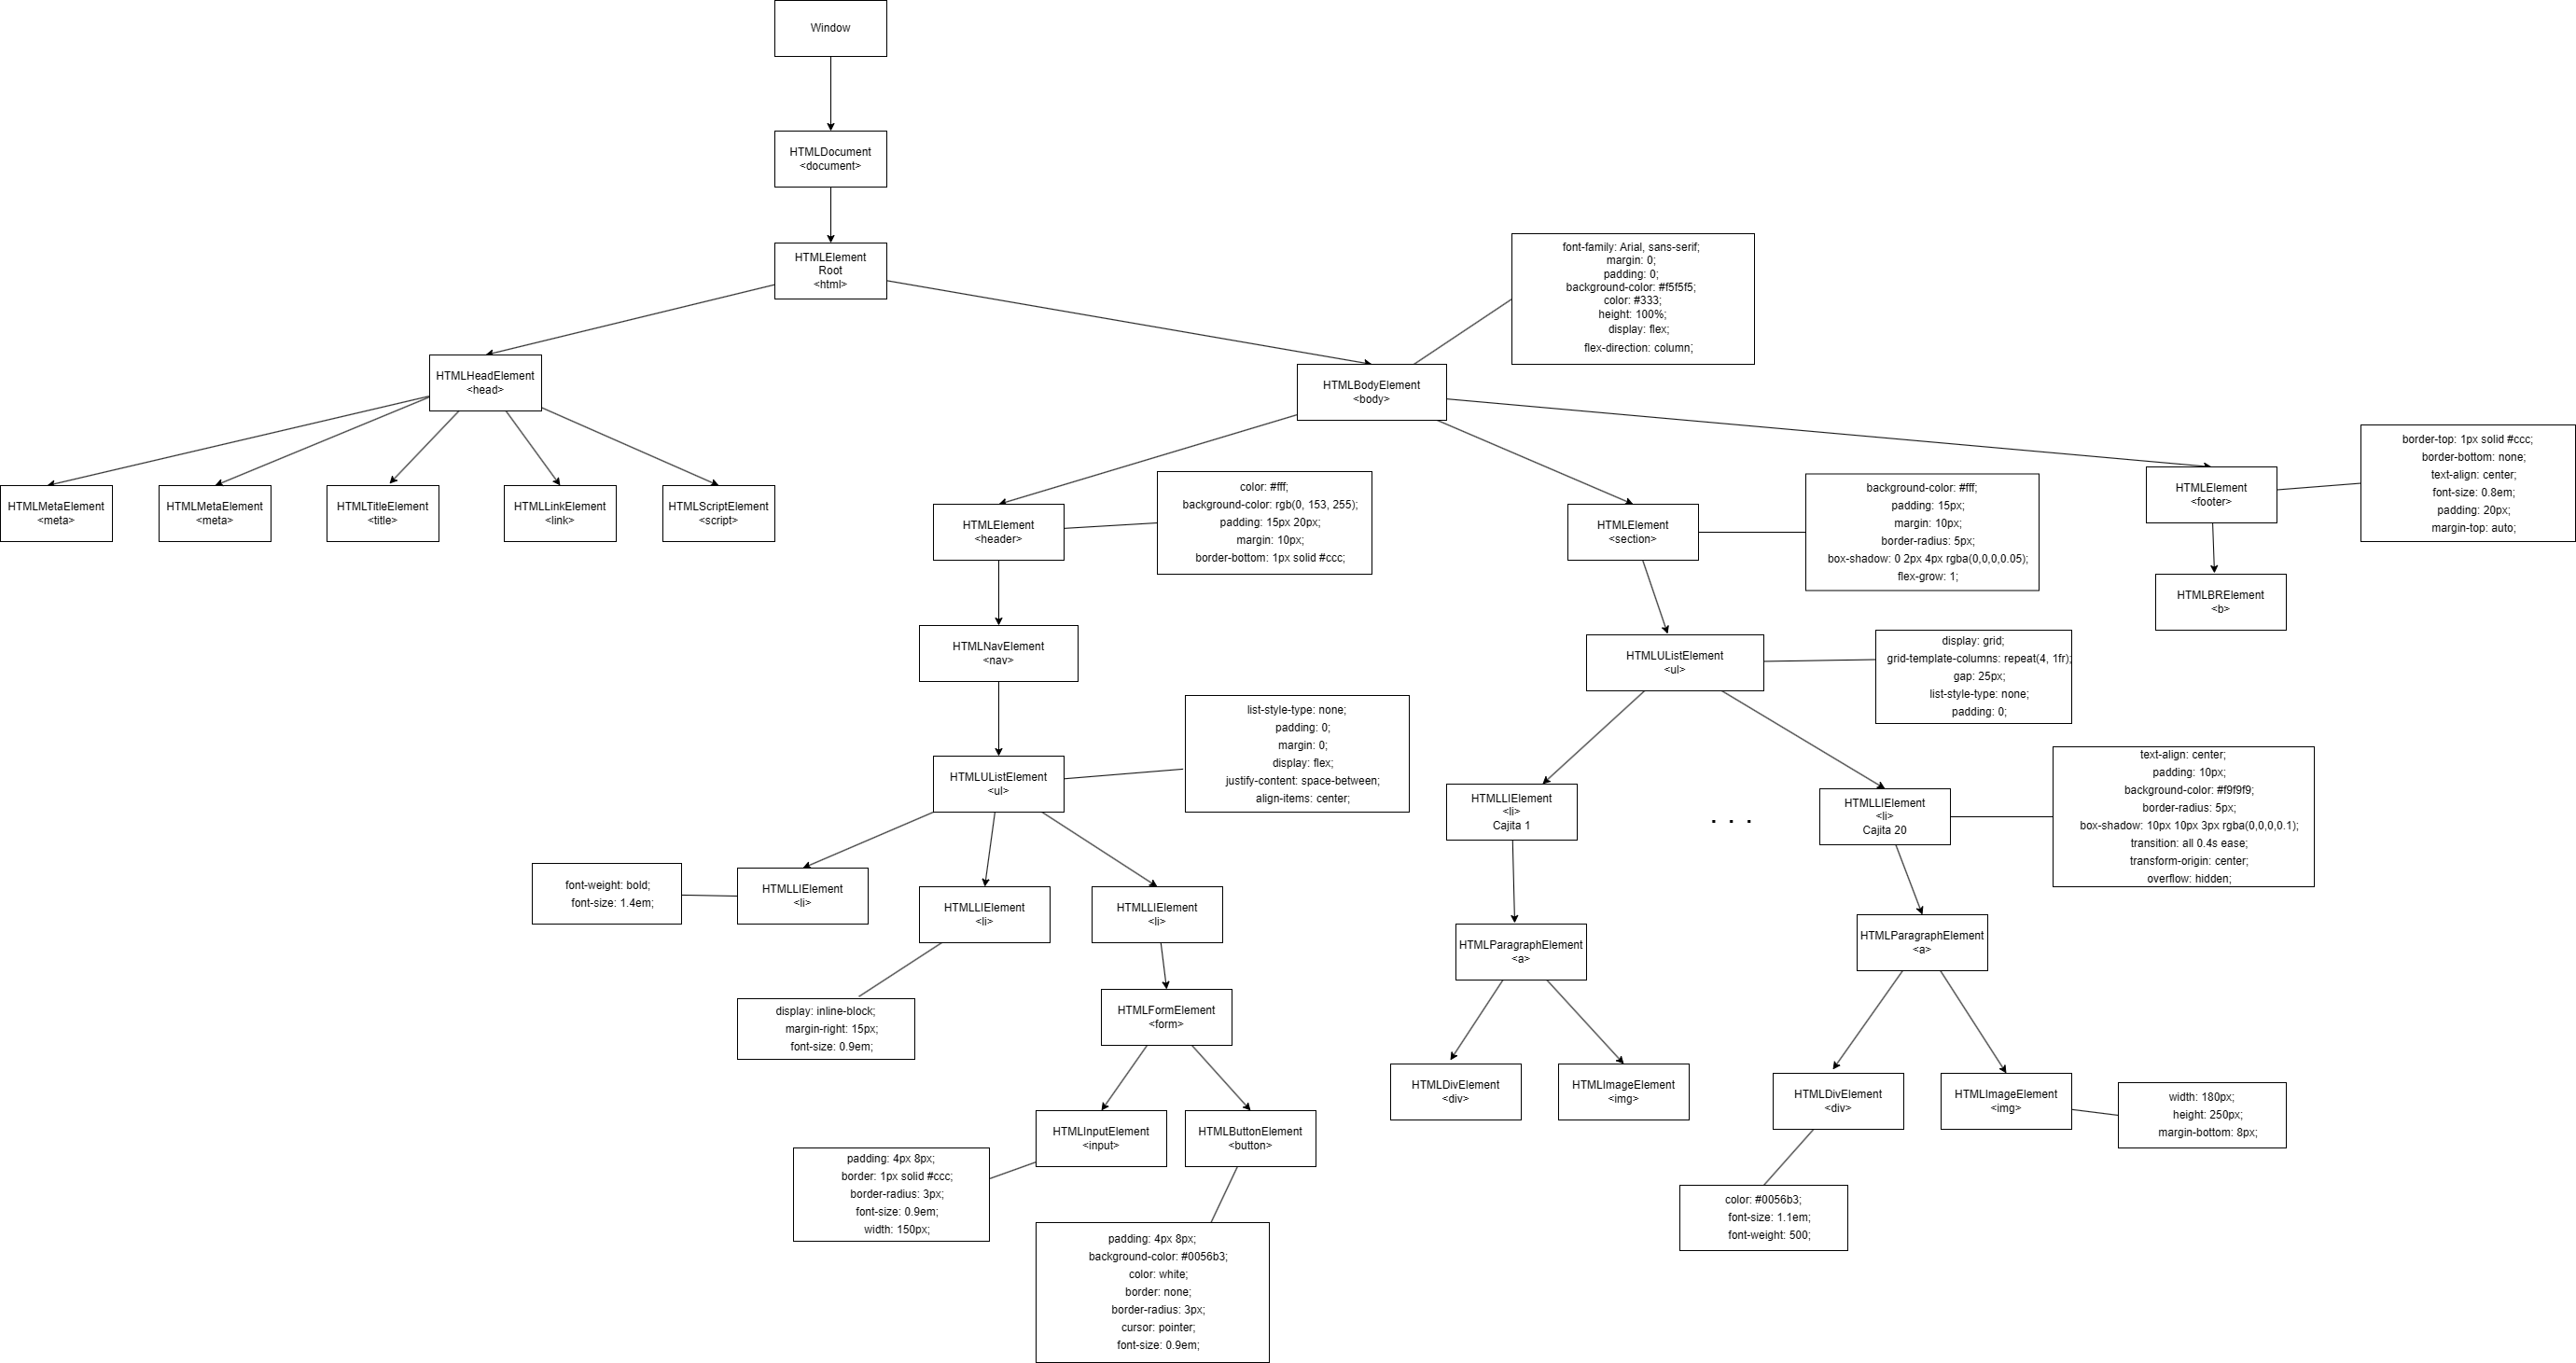 Window
HTMLDocument
<document>
HTMLElement
Root
<html>
font-family: Arial, sans-serif;
margin: 0;
padding: 0;
background-color: #f5f5f5;
color: #333;
height: 100%;
display: flex;
flex-direction: column;
HTMLHeadElement
<head>
HTMLBodyElement
<body>
HTMLMetaElement
<meta>
HTMLMetaElement
<meta>
HTMLTitleElement
<title>
HTMLLinkElement
<link>
HTMLScriptElement
<script>
HTMLElement
<header>
color: #fff;
background-color: rgb(0, 153, 255);
padding: 15px 20px;
margin: 10px;
border-bottom: 1px solid #ccc;
HTMLElement
<section>
background-color: #fff;
padding: 15px;
margin: 10px;
border-radius: 5px;
box-shadow: 0 2px 4px rgba(0,0,0,0.05);
flex-grow: 1;
HTMLElement
<footer>
border-top: 1px solid #ccc;
border-bottom: none;
text-align: center;
font-size: 0.8em;
padding: 20px;
margin-top: auto;
HTMLBRElement
<b>
HTMLNavElement
<nav>
HTMLUListElement
<ul>
display: grid;
grid-template-columns: repeat(4, 1fr);
gap: 25px;
list-style-type: none;
padding: 0;
HTMLUListElement
<ul>
list-style-type: none;
padding: 0;
margin: 0;
display: flex;
justify-content: space-between;
align-items: center;
HTMLLIElement
<li>
Cajita 1
. . .
HTMLLIElement
<li>
Cajita 20
text-align: center;
padding: 10px;
background-color: #f9f9f9;
border-radius: 5px;
box-shadow: 10px 10px 3px rgba(0,0,0,0.1);
transition: all 0.4s ease;
transform-origin: center;
overflow: hidden;
font-weight: bold;
font-size: 1.4em;
HTMLLIElement
<li>
HTMLLIElement
<li>
HTMLLIElement
<li>
HTMLParagraphElement
<a>
HTMLParagraphElement
<a>
display: inline-block;
margin-right: 15px;
font-size: 0.9em;
HTMLFormElement
<form>
HTMLDivElement
<div>
HTMLImageElement
<img>
HTMLDivElement
<div>
HTMLImageElement
<img>
width: 180px;
height: 250px;
margin-bottom: 8px;
HTMLInputElement
<input>
HTMLButtonElement
<button>
padding: 4px 8px;
border: 1px solid #ccc;
border-radius: 3px;
font-size: 0.9em;
width: 150px;
color: #0056b3;
font-size: 1.1em;
font-weight: 500;
padding: 4px 8px;
background-color: #0056b3;
color: white;
border: none;
border-radius: 3px;
cursor: pointer;
font-size: 0.9em;